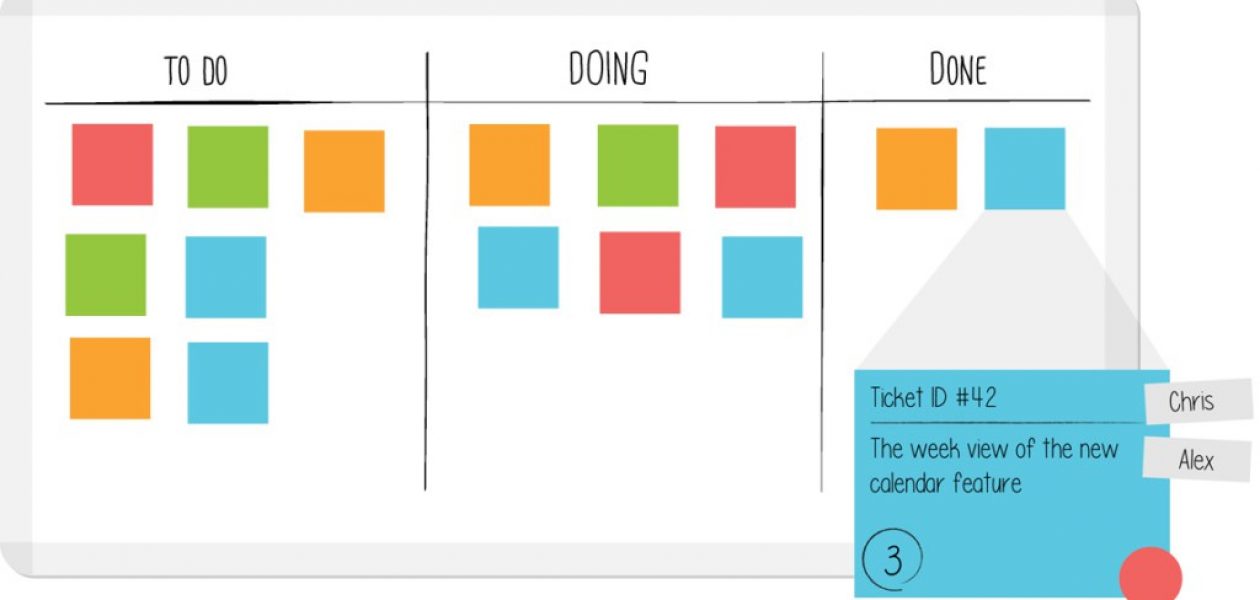 TO DO
DOING
DONE
Ticket ID #42
Chris
The week view of the new
calendar feature
Alex
3